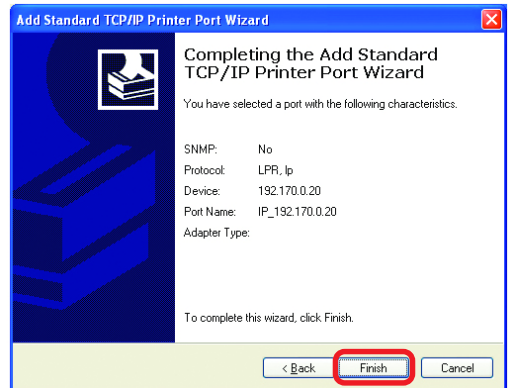 Add Standard TCP/IP Printer Port Wizard
Completing the Add Standard
TCP/IP Printer Port Wizard
You have selected a port with the following characteristics.
SNMP: No
Protocol: LPR, lp
Device: 192.170.0.20
Port Name: IP_192.170.0.20
Adapter Type:
To complete this wizard, click Finish.
< Back Finish Cancel